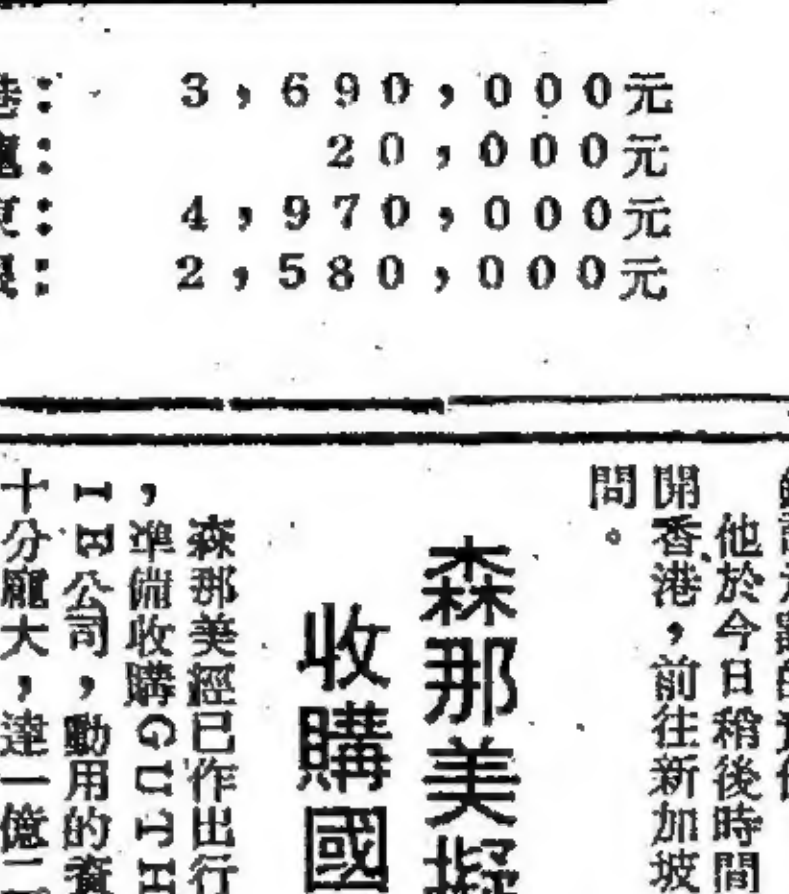 港: 3,690,000元
: 20,000元
: 4,970,000元
: 2,580,000元
他於今日稍後時間
開香港，前往新加坡
問。
森那美擬
收購國
森那美經已作出行
，準備收購GUTH
IE公司，動用的資
十分龐大，達一億二